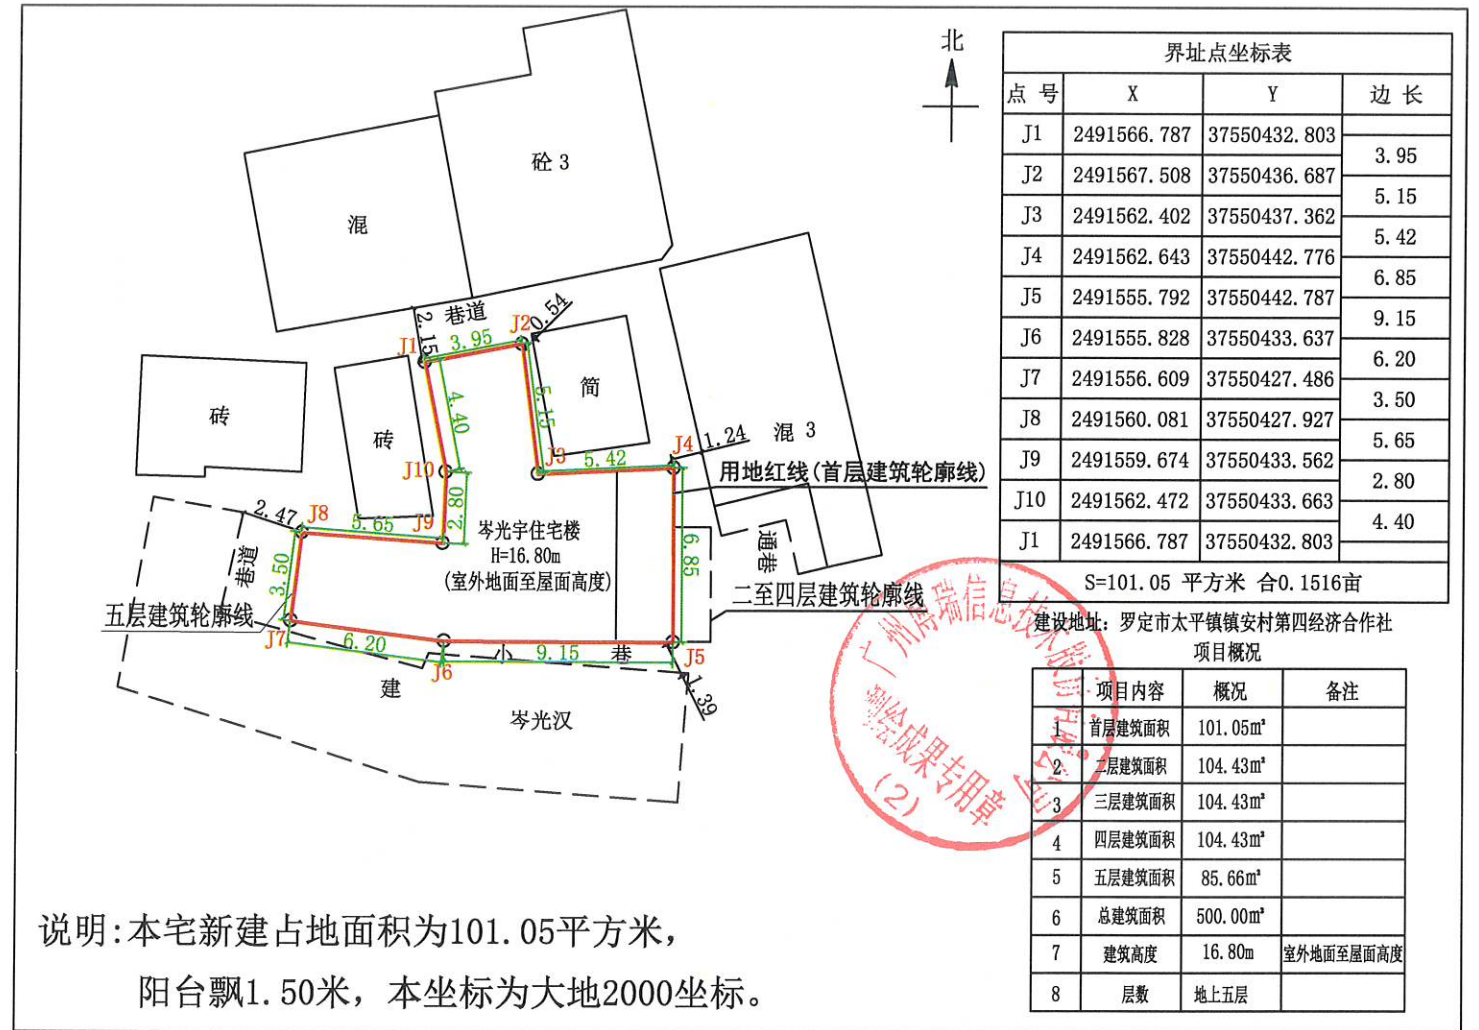 北
砼3
混
巷道
2.15
J1
3.95
J2
0.54
砖
砖
4.40
5.15
简
混 3
J10
J3
5.42
J4
1.24
用地红线(首层建筑轮廓线)
2.47
J8
5.65
J9
2.80
岑光宇住宅楼
H=16.80m
(室外地面至屋面高度)
6.85
通巷
巷道
3.50
五层建筑轮廓线
二至四层建筑轮廓线
J7
6.20
J6
小
9.15
巷
J5
1.39
建
岑光汉
界址点坐标表
点 号 X Y 边 长
J1 2491566.787 37550432.803
3.95
J2 2491567.508 37550436.687
5.15
J3 2491562.402 37550437.362
5.42
J4 2491562.643 37550442.776
6.85
J5 2491555.792 37550442.787
9.15
J6 2491555.828 37550433.637
6.20
J7 2491556.609 37550427.486
3.50
J8 2491560.081 37550427.927
5.65
J9 2491559.674 37550433.562
2.80
J10 2491562.472 37550433.663
4.40
J1 2491566.787 37550432.803
S=101.05 平方米 合0.1516亩
建设地址: 罗定市太平镇镇安村第四经济合作社
项目概况
项目内容 概况 备注
1 首层建筑面积 101.05m²
2 二层建筑面积 104.43m²
3 三层建筑面积 104.43m²
4 四层建筑面积 104.43m²
5 五层建筑面积 85.66m²
6 总建筑面积 500.00m²
7 建筑高度 16.80m 室外地面至屋面高度
8 层数 地上五层
测绘成果专用章
(2)
说明:本宅新建占地面积为101.05平方米，
阳台飘1.50米，本坐标为大地2000坐标。